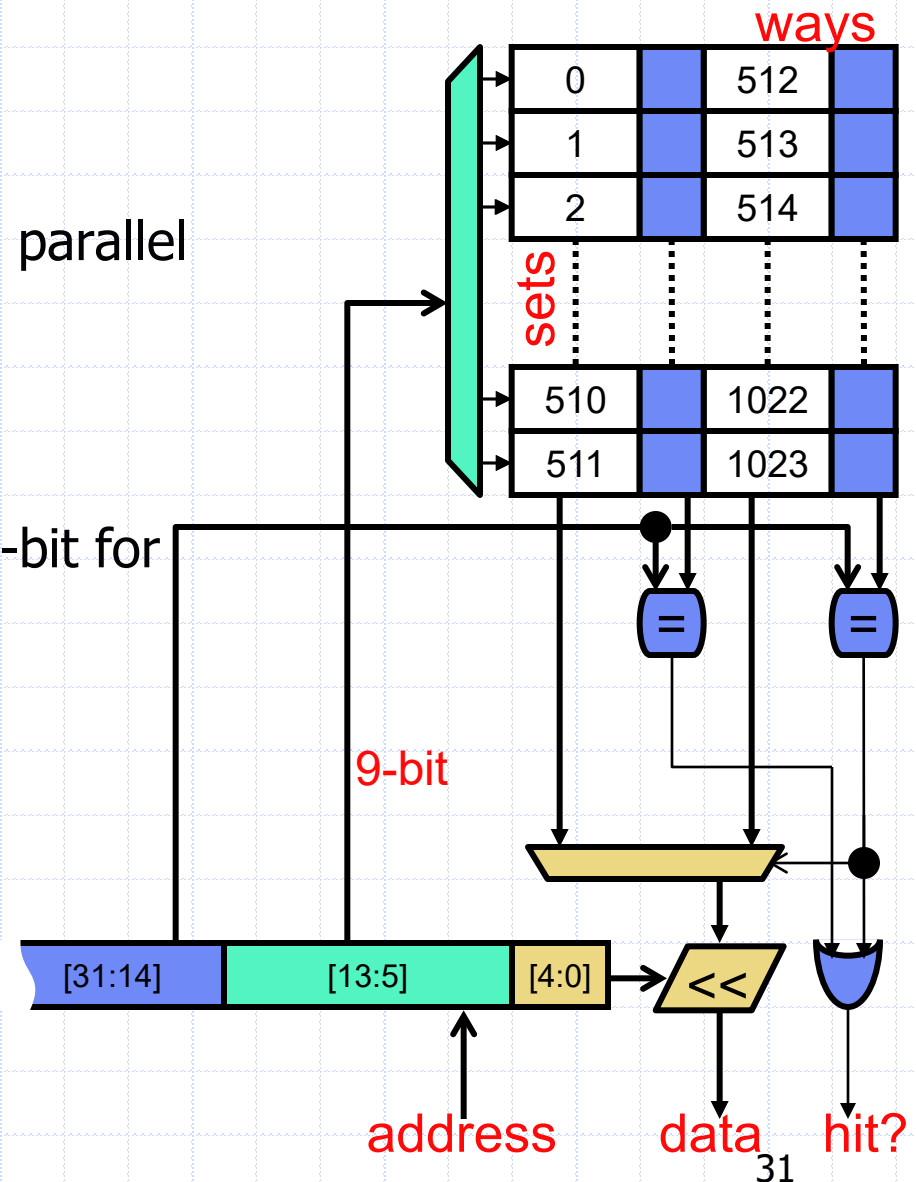 ways
0 512
1 513
2 514
parallel
sets
510 1022
511 1023
-bit for
= =
9-bit
[31:14] [13:5] [4:0] <<
address data hit?
31